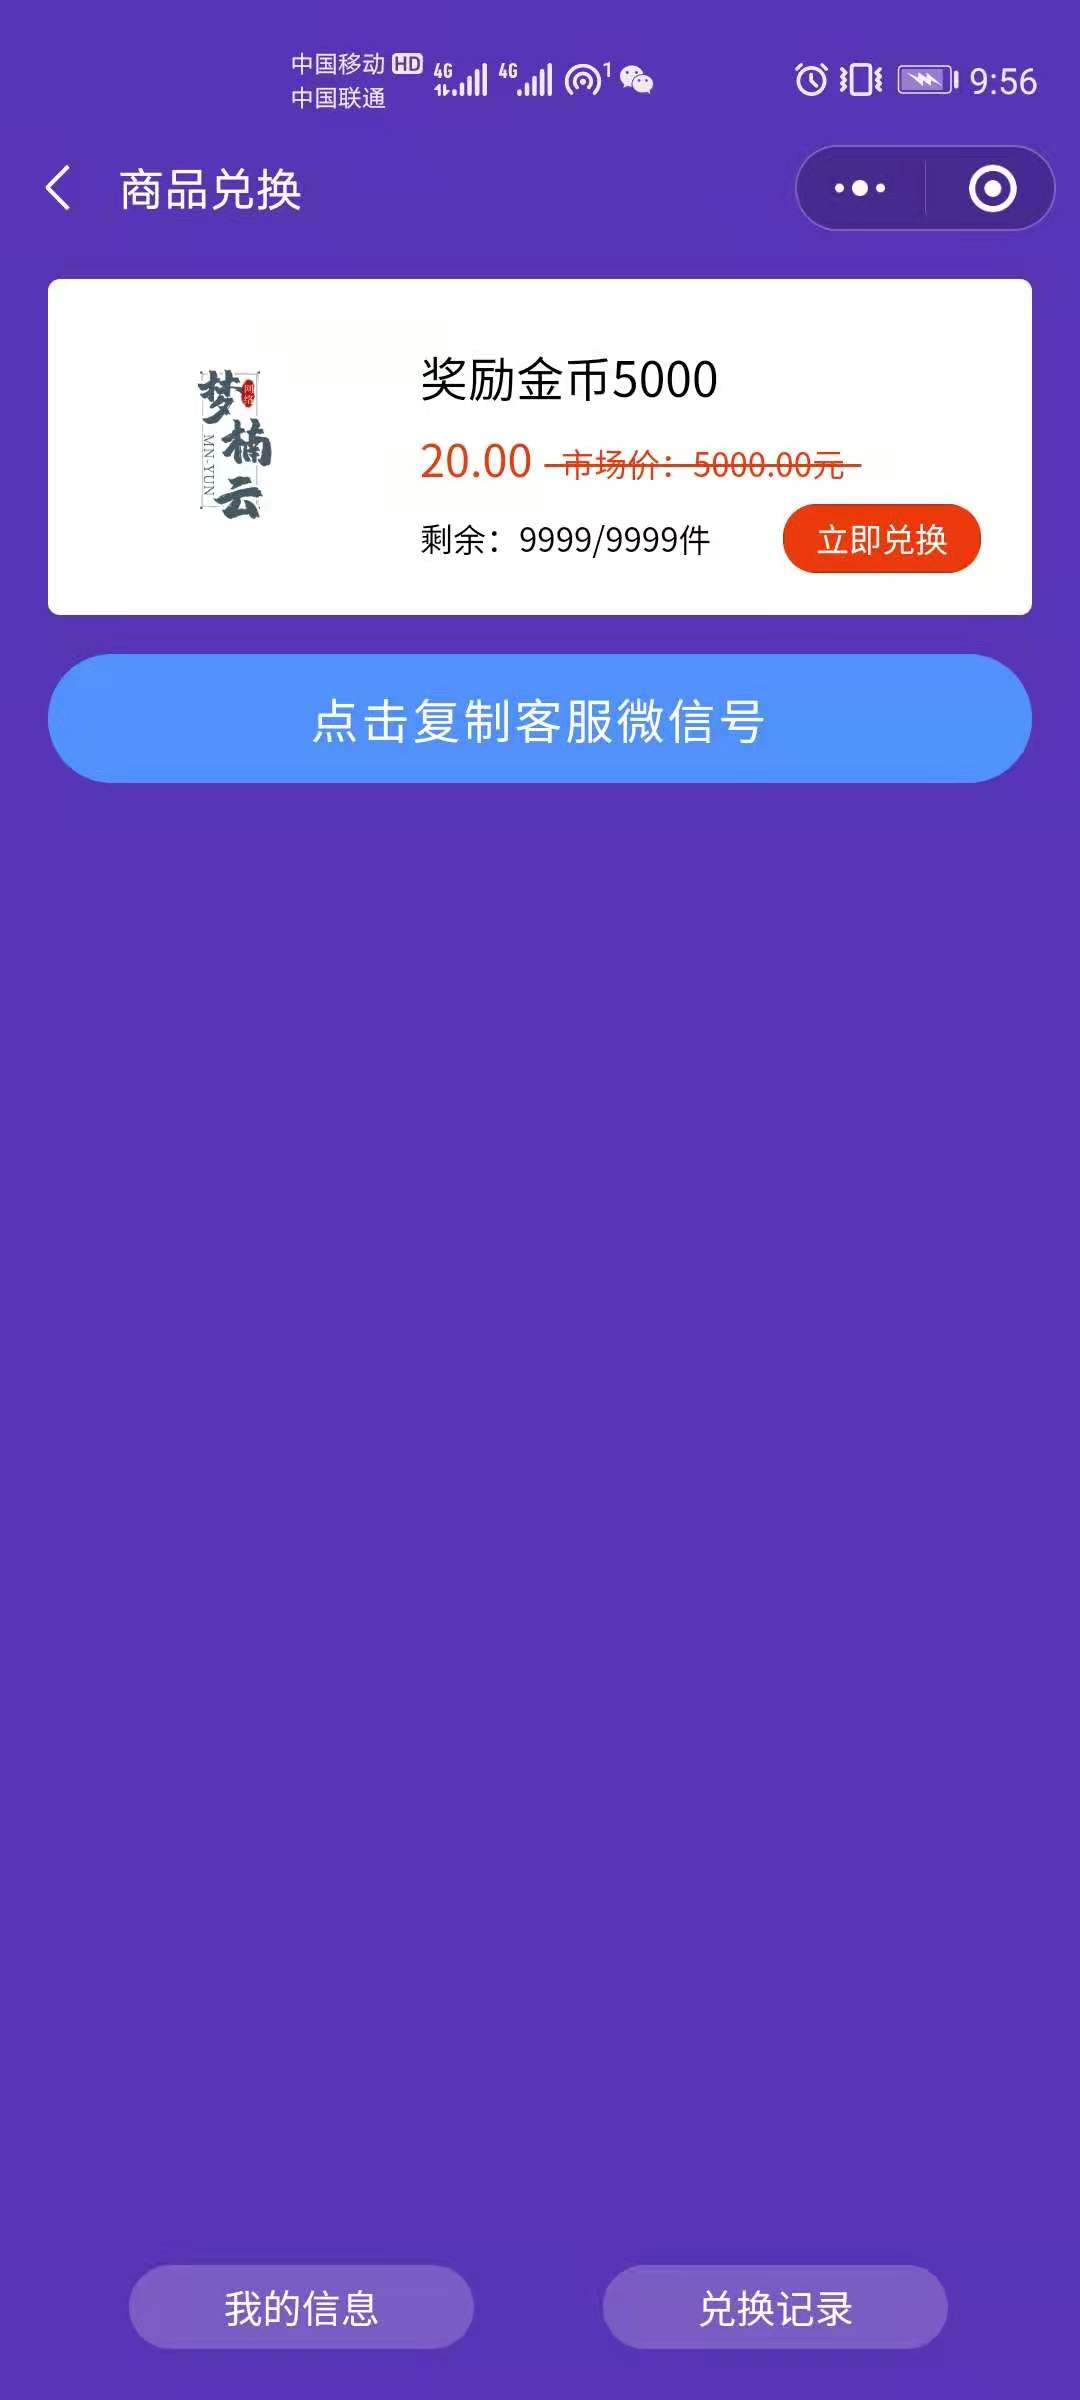 中国移动 HD
中国联通
4G 4G 1 9:56
商品兑换
梦楠云
网络
MN-YUN
奖励金币5000
20.00 市场价：5000.00元
剩余：9999/9999件
立即兑换
点击复制客服微信号
我的信息
兑换记录